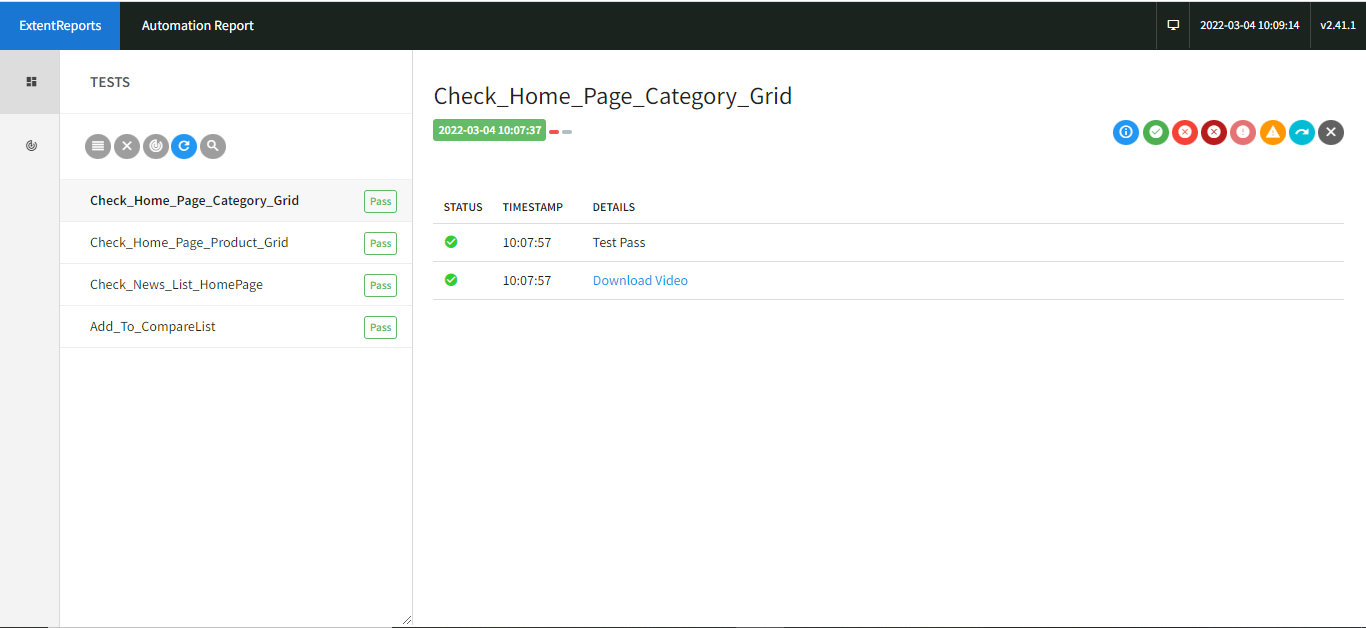 ExtentReports Automation Report 2022-03-04 10:09:14 v2.41.1
TESTS
Check_Home_Page_Category_Grid Pass
Check_Home_Page_Product_Grid Pass
Check_News_List_HomePage Pass
Add_To_CompareList Pass
Check_Home_Page_Category_Grid
2022-03-04 10:07:37
STATUS TIMESTAMP DETAILS
10:07:57 Test Pass
10:07:57 Download Video